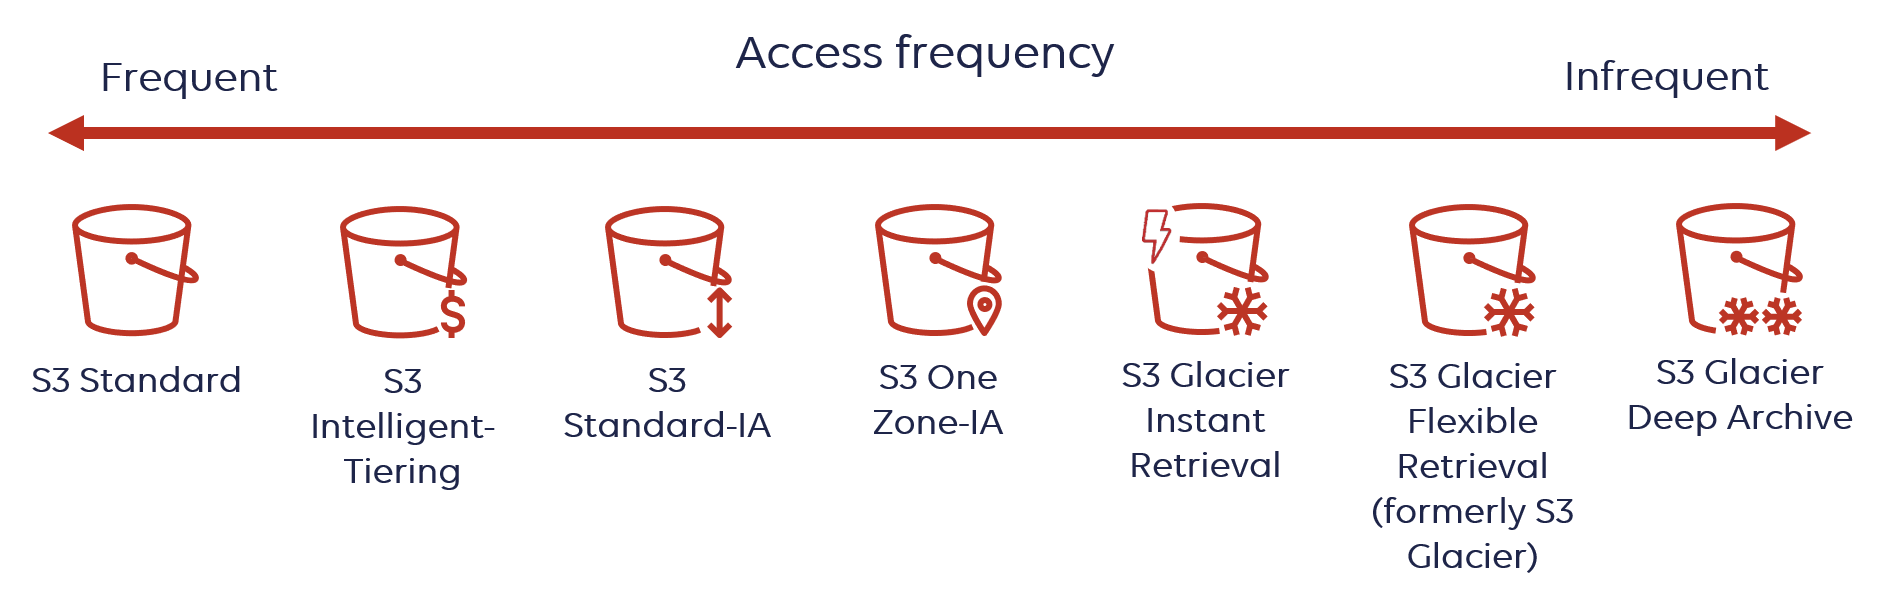 Access frequency
Frequent
Infrequent
S3 Standard
S3
Intelligent-
Tiering
S3
Standard-IA
S3 One
Zone-IA
S3 Glacier
Instant
Retrieval
S3 Glacier
Flexible
Retrieval
(formerly S3
Glacier)
S3 Glacier
Deep Archive